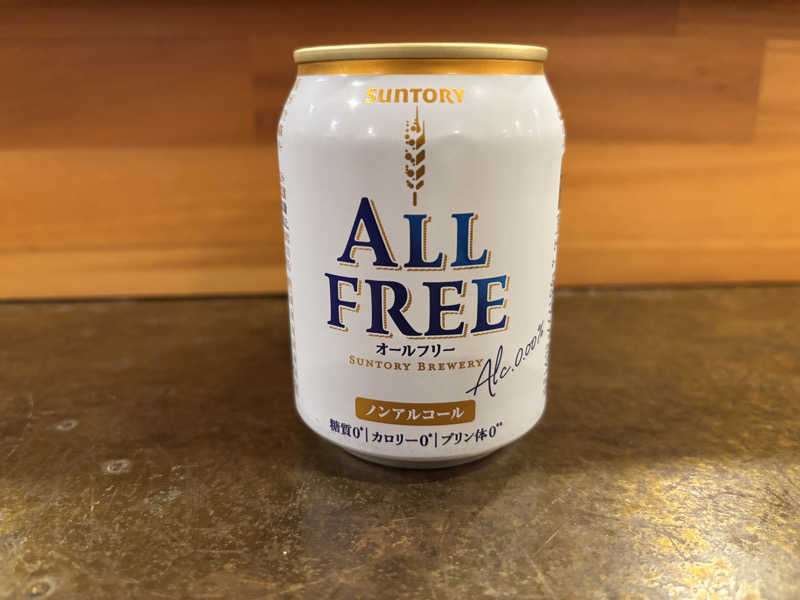 SUNTORY
ALL
FREE
オールフリー
SUNTORY BREWERY
Alc.0.00%
ノンアルコール
糖質0*|カロリー0*|プリン体0**